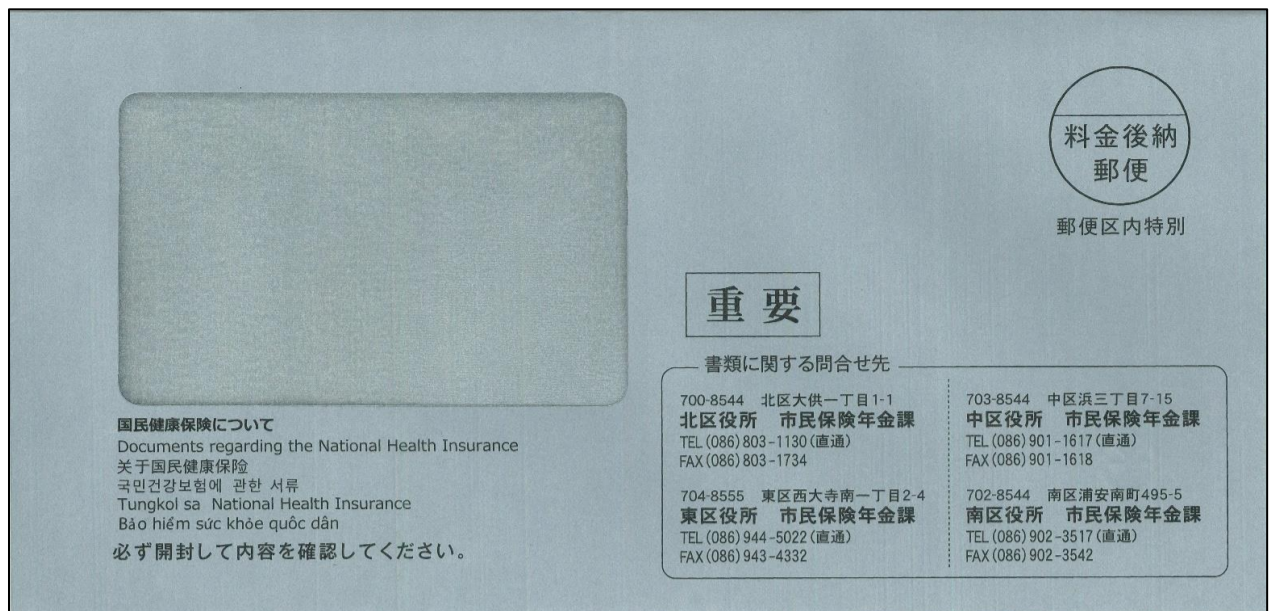 料金後納
郵便
郵便区内特別
重要
書類に関する問合せ先
700-8544 北区大供一丁目1-1
北区役所 市民保険年金課
TEL(086)803-1130(直通)
FAX(086)803-1734
703-8544 中区浜三丁目7-15
中区役所 市民保険年金課
TEL(086)901-1617(直通)
FAX(086)901-1618
704-8555 東区西大寺南一丁目2-4
東区役所 市民保険年金課
TEL(086)944-5022(直通)
FAX(086)943-4332
702-8544 南区浦安南町495-5
南区役所 市民保険年金課
TEL(086)902-3517(直通)
FAX(086)902-3542
国民健康保険について
Documents regarding the National Health Insurance
关于国民健康保险
국민건강보험에 관한 서류
Tungkol sa National Health Insurance
Bảo hiểm sức khỏe quốc dân
必ず開封して内容を確認してください。